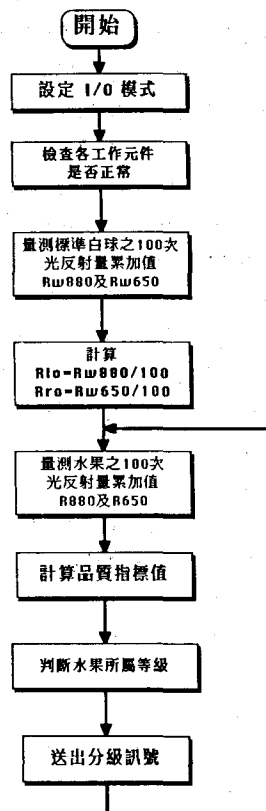 開始
設定 I/O 模式
檢查各工作元件
是否正常
量測標準白球之100次
光反射量累加值
Rw880及Rw650
計算
RIo=Rw880/100
Rro=Rw650/100
量測水果之100次
光反射量累加值
R880及R650
計算品質指標值
判斷水果所屬等級
送出分級訊號